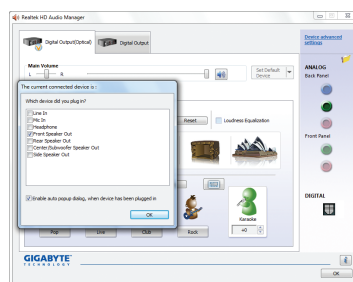 Realtek HD Audio Manager
Digital Output(Optical)
Digital Output
Device advanced settings
Main Volume
L
R
Set Default Device
ANALOG
Back Panel
The current connected device is :
Which device did you plug in?
Line In
Mic In
Headphone
Front Speaker Out
Rear Speaker Out
Center/Subwoofer Speaker Out
Side Speaker Out
Enable auto popup dialog, when device has been plugged in
OK
Reset
Loudness Equalization
Front Panel
DIGITAL
Karaoke
Pop
Live
Club
Rock
+0
GIGABYTE
TECHNOLOGY
OK